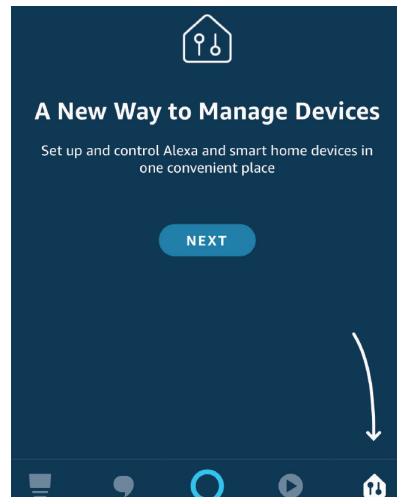 A New Way to Manage Devices
Set up and control Alexa and smart home devices in
one convenient place
NEXT